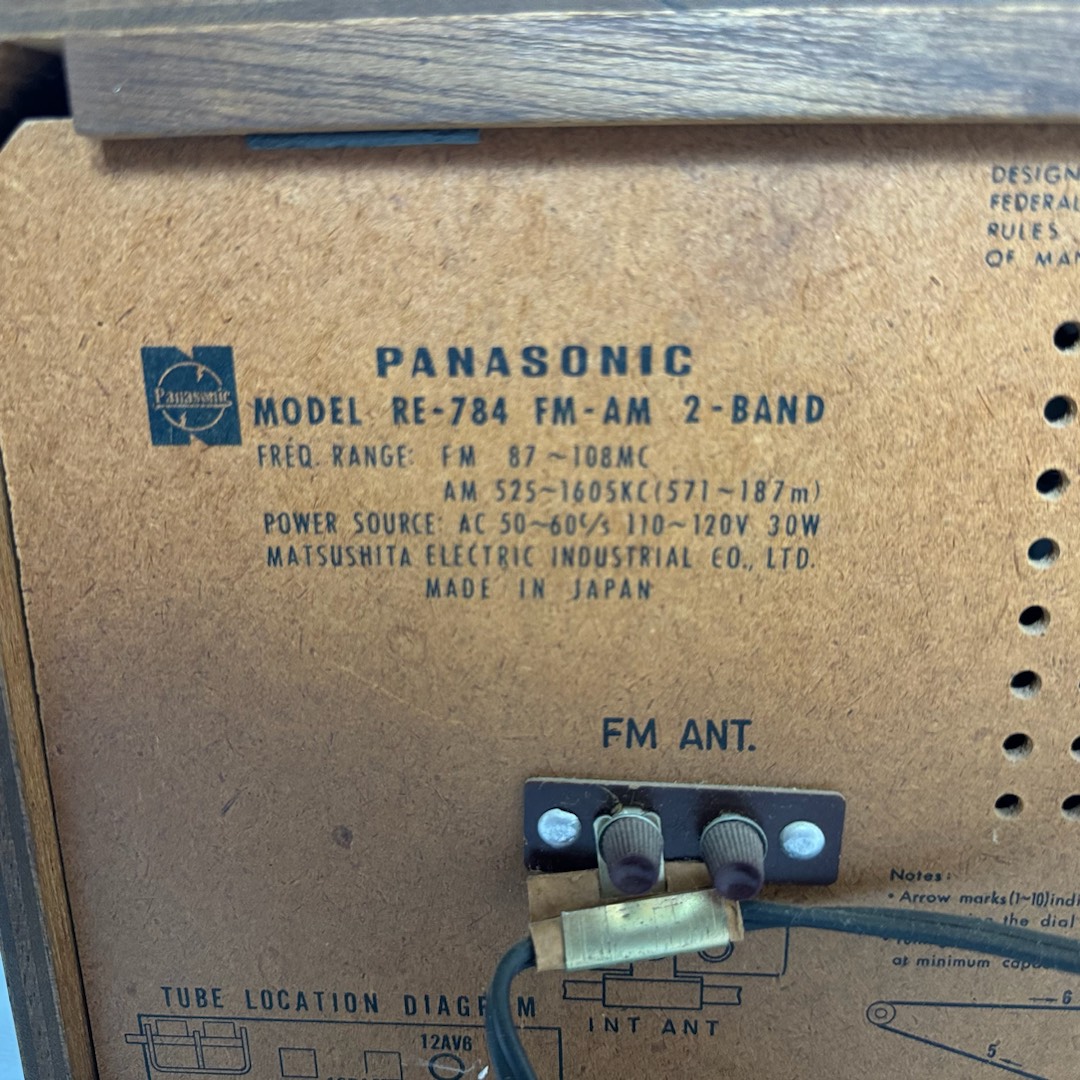 DESIGN
FEDERAL
RULES
OF MAN
PANASONIC
Panasonic
MODEL RE-784 FM-AM 2-BAND
FREQ. RANGE: FM 87~108MC
AM 525~1605KC(571~187m)
POWER SOURCE: AC 50~60c/s 110~120V 30W
MATSUSHITA ELECTRIC INDUSTRIAL CO., LTD.
MADE IN JAPAN
FM ANT.
Notes:
• Arrow marks(1~10)indi
the dial
at minimum
TUBE LOCATION DIAGR M
INT ANT
12AV6
6
5